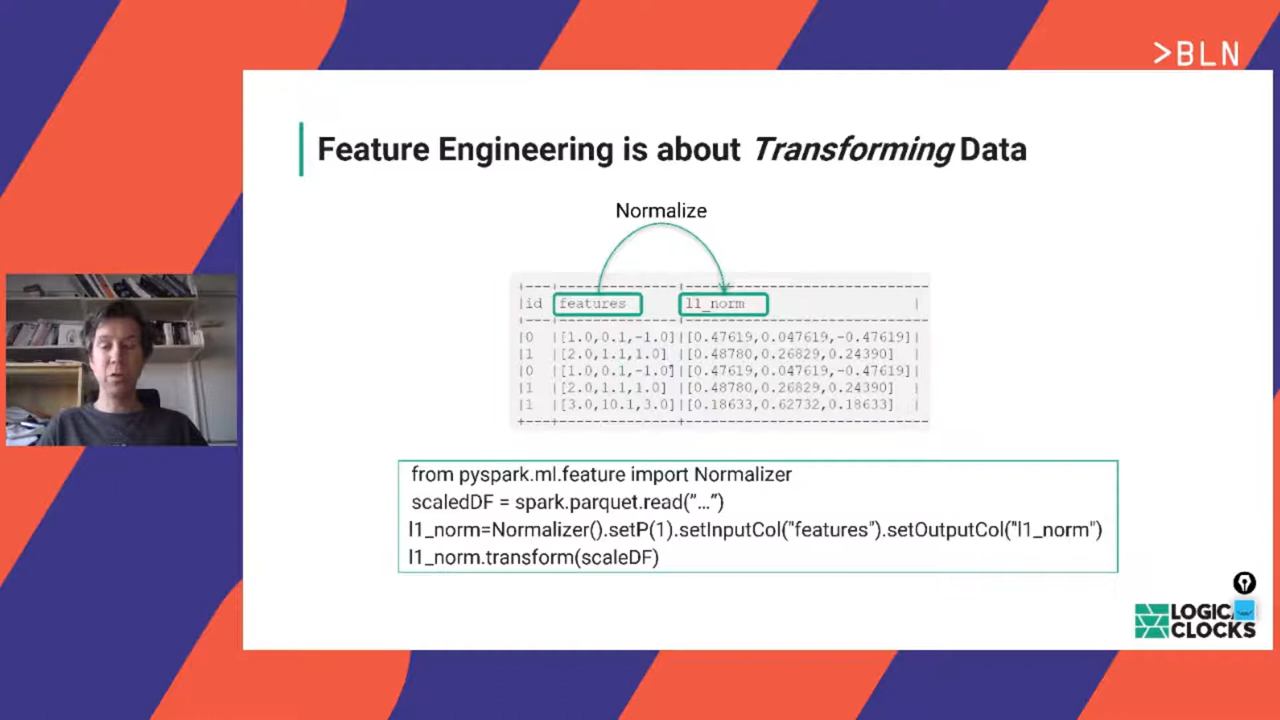 >BLN
Feature Engineering is about Transforming Data
Normalize
+---+--------------+-----------------------------+
|id features l1_norm |
+---+--------------+-----------------------------+
|0 |[1.0,0.1,-1.0]|[0.47619,0.047619,-0.47619]|
|1 |[2.0,1.1,1.0] |[0.48780,0.26829,0.24390] |
|0 |[1.0,0.1,-1.0]|[0.47619,0.047619,-0.47619]|
|1 |[2.0,1.1,1.0] |[0.48780,0.26829,0.24390] |
|1 |[3.0,10.1,3.0]|[0.18633,0.62732,0.18633] |
+---+--------------+-----------------------------+
from pyspark.ml.feature import Normalizer
scaledDF = spark.parquet.read("...")
l1_norm=Normalizer().setP(1).setInputCol("features").setOutputCol("l1_norm")
l1_norm.transform(scaleDF)
LOGICAL
CLOCKS